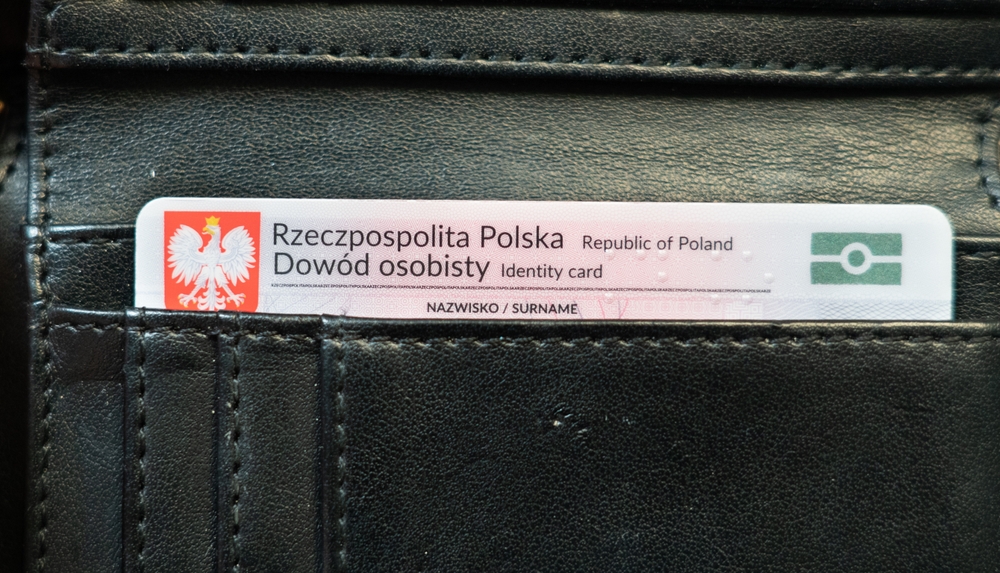 Rzeczpospolita Polska Republic of Poland
Dowód osobisty Identity card
NAZWISKO / SURNAME